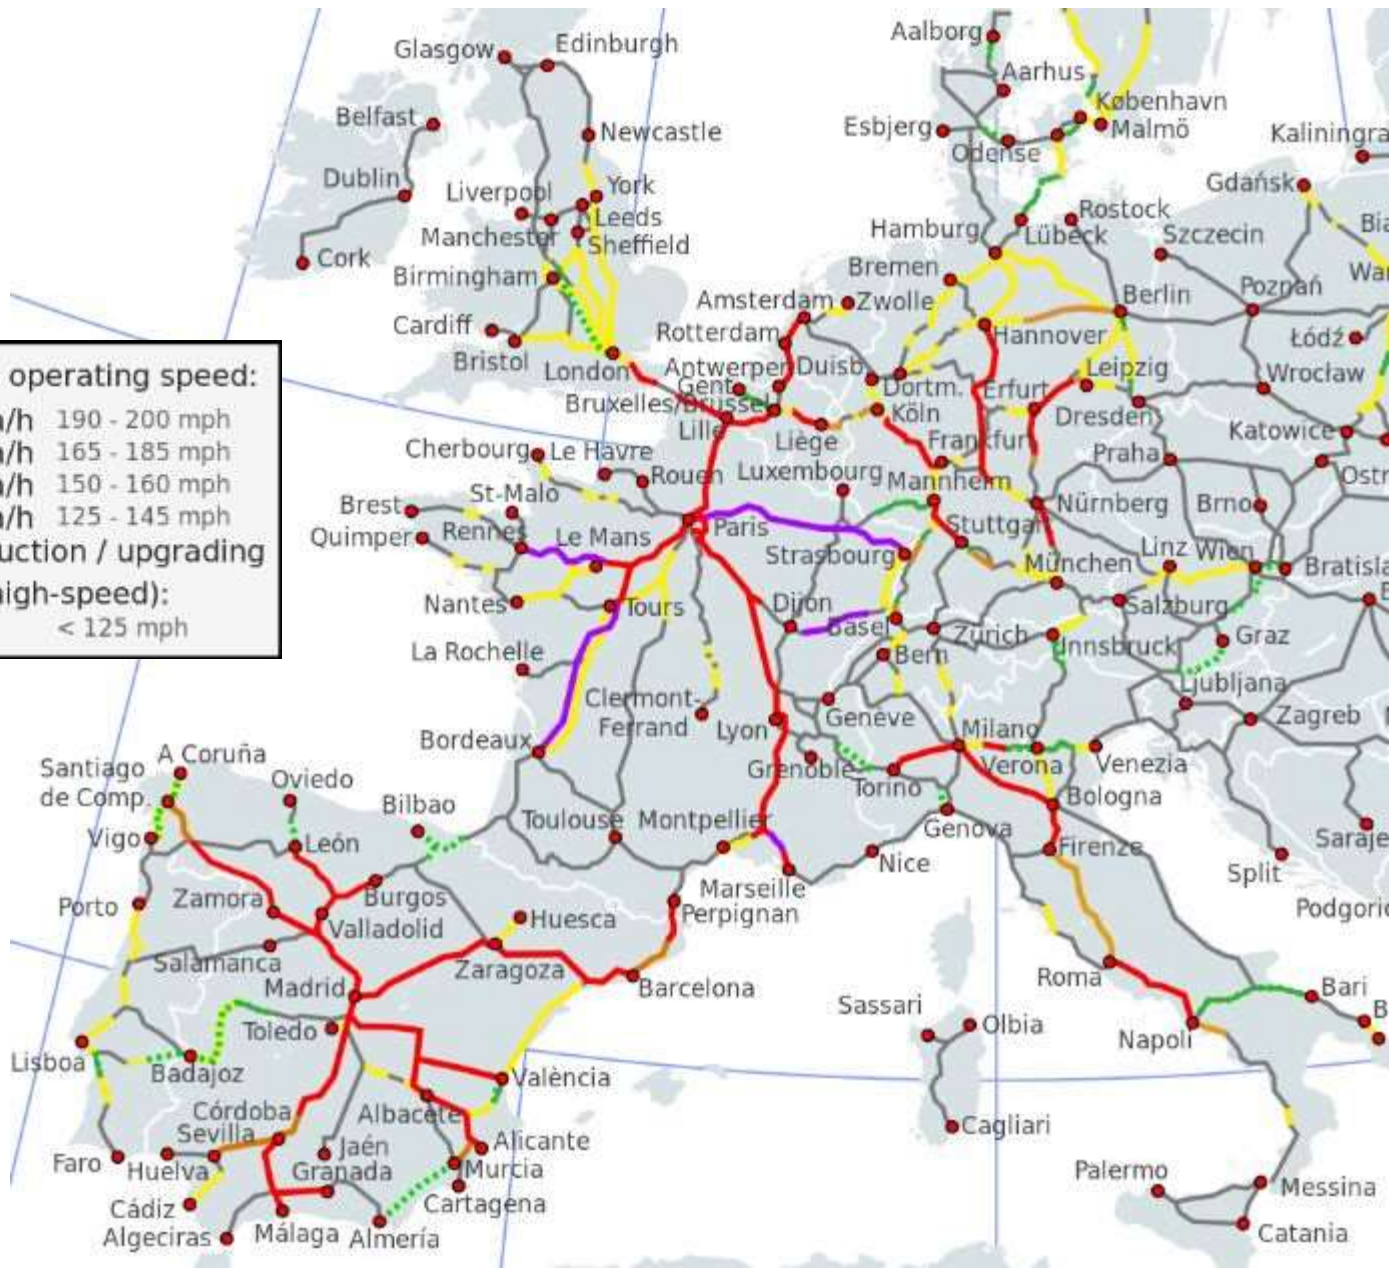 Glasgow
Edinburgh
Aalborg
Aarhus
Belfast
Newcastle
København
Malmö
Esbjerg
Odense
Kaliningra
Dublin
Liverpool
York
Leeds
Manchester
Sheffield
Gdańsk
Cork
Birmingham
Hamburg
Lübeck
Rostock
Szczecin
Bremen
Cardiff
Bristol
London
Amsterdam
Zwolle
Rotterdam
Hannover
Berlin
Poznań
Łódź
Antwerpen
Duisb
Dortm.
Gent
Bruxelles/Brussel
Lille
Liège
Köln
Erfurt
Leipzig
Dresden
Wrocław
Katowice
operating speed:
190 - 200 mph
165 - 185 mph
150 - 160 mph
125 - 145 mph
uction / upgrading
high-speed):
< 125 mph
Cherbourg
Le Havre
Rouen
Luxembourg
Frankfurt
Mannheim
Praha
Ostr
Brest
St-Malo
Quimper
Rennes
Le Mans
Paris
Strasbourg
Stuttgart
Nürnberg
Brno
München
Linz
Wien
Bratisla
Nantes
Tours
Dijon
Basel
Zürich
Salzburg
Innsbruck
Graz
La Rochelle
Bern
Clermont-
Ferrand
Lyon
Genève
Milano
Ljubljana
Zagreb
Bordeaux
Grenoble
Torino
Verona
Venezia
Santiago
de Comp.
A Coruña
Oviedo
Bilbao
Toulouse
Montpellier
Genova
Bologna
Vigo
León
Nice
Firenze
Saraje
Split
Porto
Zamora
Burgos
Valladolid
Huesca
Marseille
Perpignan
Podgoric
Salamanca
Zaragoza
Madrid
Barcelona
Roma
Bari
Toledo
Sassari
Olbia
Napoli
Lisboa
Badajoz
València
Córdoba
Albacete
Sevilla
Jaén
Alicante
Cagliari
Faro
Huelva
Granada
Murcia
Cartagena
Cádiz
Algeciras
Málaga
Almería
Palermo
Messina
Catania